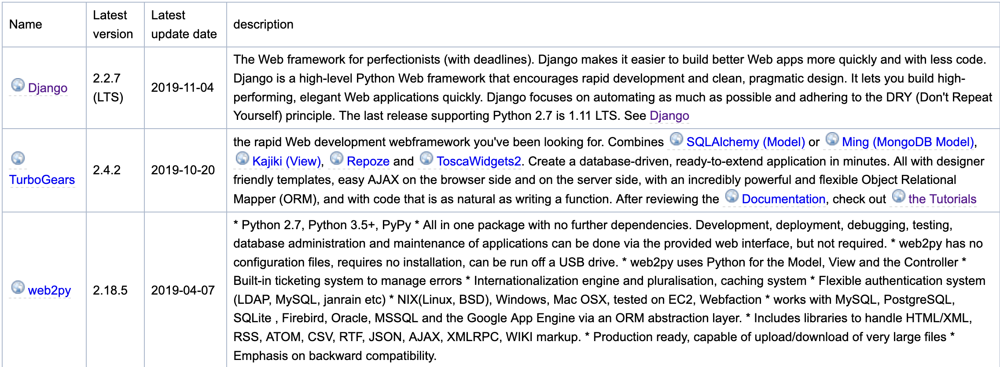 Name
Latest version
Latest update date
description
Django
2.2.7 (LTS)
2019-11-04
The Web framework for perfectionists (with deadlines). Django makes it easier to build better Web apps more quickly and with less code.
Django is a high-level Python Web framework that encourages rapid development and clean, pragmatic design. It lets you build high-
performing, elegant Web applications quickly. Django focuses on automating as much as possible and adhering to the DRY (Don't Repeat
Yourself) principle. The last release supporting Python 2.7 is 1.11 LTS. See Django
TurboGears
2.4.2
2019-10-20
the rapid Web development webframework you've been looking for. Combines SQLAlchemy (Model) or Ming (MongoDB Model),
Kajiki (View), Repoze and ToscaWidgets2. Create a database-driven, ready-to-extend application in minutes. All with designer
friendly templates, easy AJAX on the browser side and on the server side, with an incredibly powerful and flexible Object Relational
Mapper (ORM), and with code that is as natural as writing a function. After reviewing the Documentation, check out the Tutorials
web2py
2.18.5
2019-04-07
* Python 2.7, Python 3.5+, PyPy * All in one package with no further dependencies. Development, deployment, debugging, testing,
database administration and maintenance of applications can be done via the provided web interface, but not required. * web2py has no
configuration files, requires no installation, can be run off a USB drive. * web2py uses Python for the Model, View and the Controller *
Built-in ticketing system to manage errors * Internationalization engine and pluralisation, caching system * Flexible authentication system
(LDAP, MySQL, janrain etc) * NIX(Linux, BSD), Windows, Mac OSX, tested on EC2, Webfaction * works with MySQL, PostgreSQL,
SQLite , Firebird, Oracle, MSSQL and the Google App Engine via an ORM abstraction layer. * Includes libraries to handle HTML/XML,
RSS, ATOM, CSV, RTF, JSON, AJAX, XMLRPC, WIKI markup. * Production ready, capable of upload/download of very large files *
Emphasis on backward compatibility.